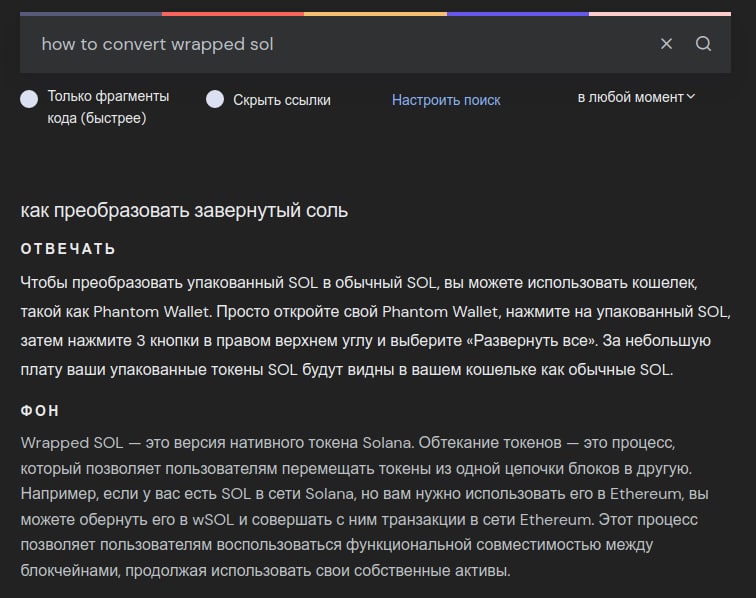 how to convert wrapped sol
Только фрагменты
кода (быстрее)
Скрыть ссылки
Настроить поиск
в любой момент
как преобразовать завернутый соль
ОТВЕЧАТЬ
Чтобы преобразовать упакованный SOL в обычный SOL, вы можете использовать кошелек,
такой как Phantom Wallet. Просто откройте свой Phantom Wallet, нажмите на упакованный SOL,
затем нажмите 3 кнопки в правом верхнем углу и выберите «Развернуть все». За небольшую
плату ваши упакованные токены SOL будут видны в вашем кошельке как обычные SOL.
ФОН
Wrapped SOL — это версия нативного токена Solana. Обтекание токенов — это процесс,
который позволяет пользователям перемещать токены из одной цепочки блоков в другую.
Например, если у вас есть SOL в сети Solana, но вам нужно использовать его в Ethereum, вы
можете обернуть его в wSOL и совершать с ним транзакции в сети Ethereum. Этот процесс
позволяет пользователям воспользоваться функциональной совместимостью между
блокчейнами, продолжая использовать свои собственные активы.